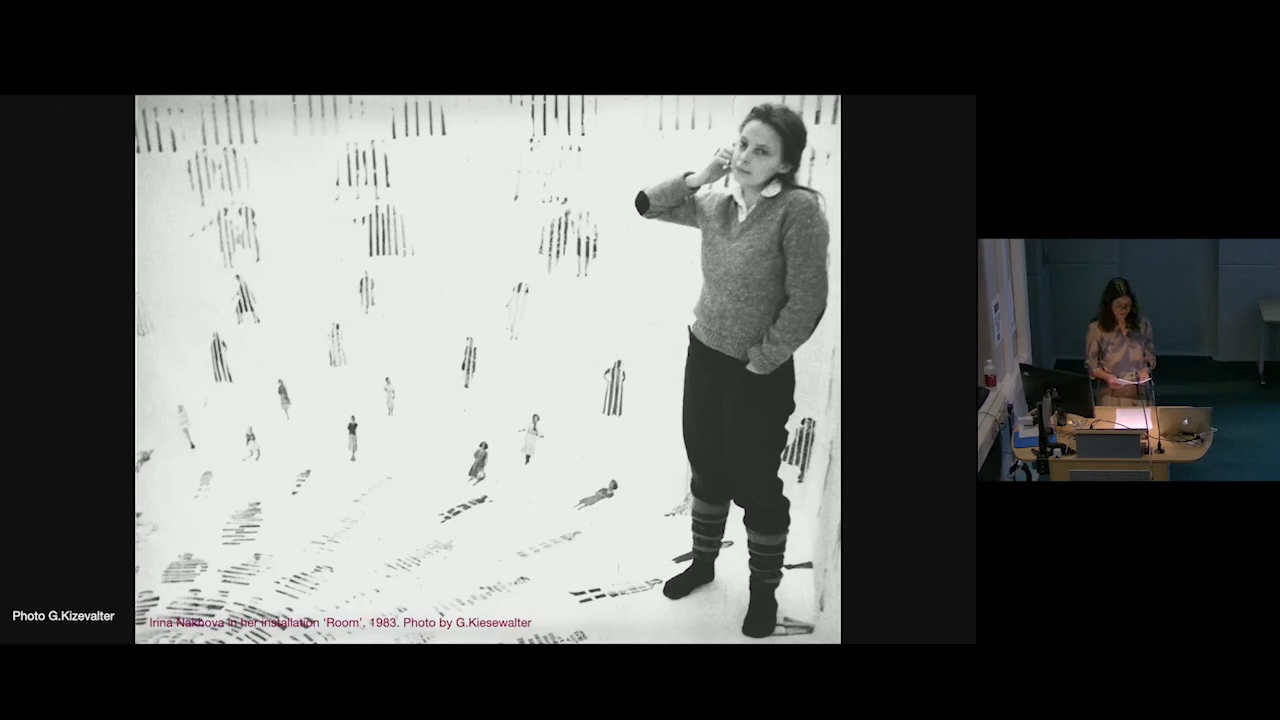 Photo G.Kizevalter
Irina Nakhova in her installation ‘Room’, 1983. Photo by G.Kiesewalter